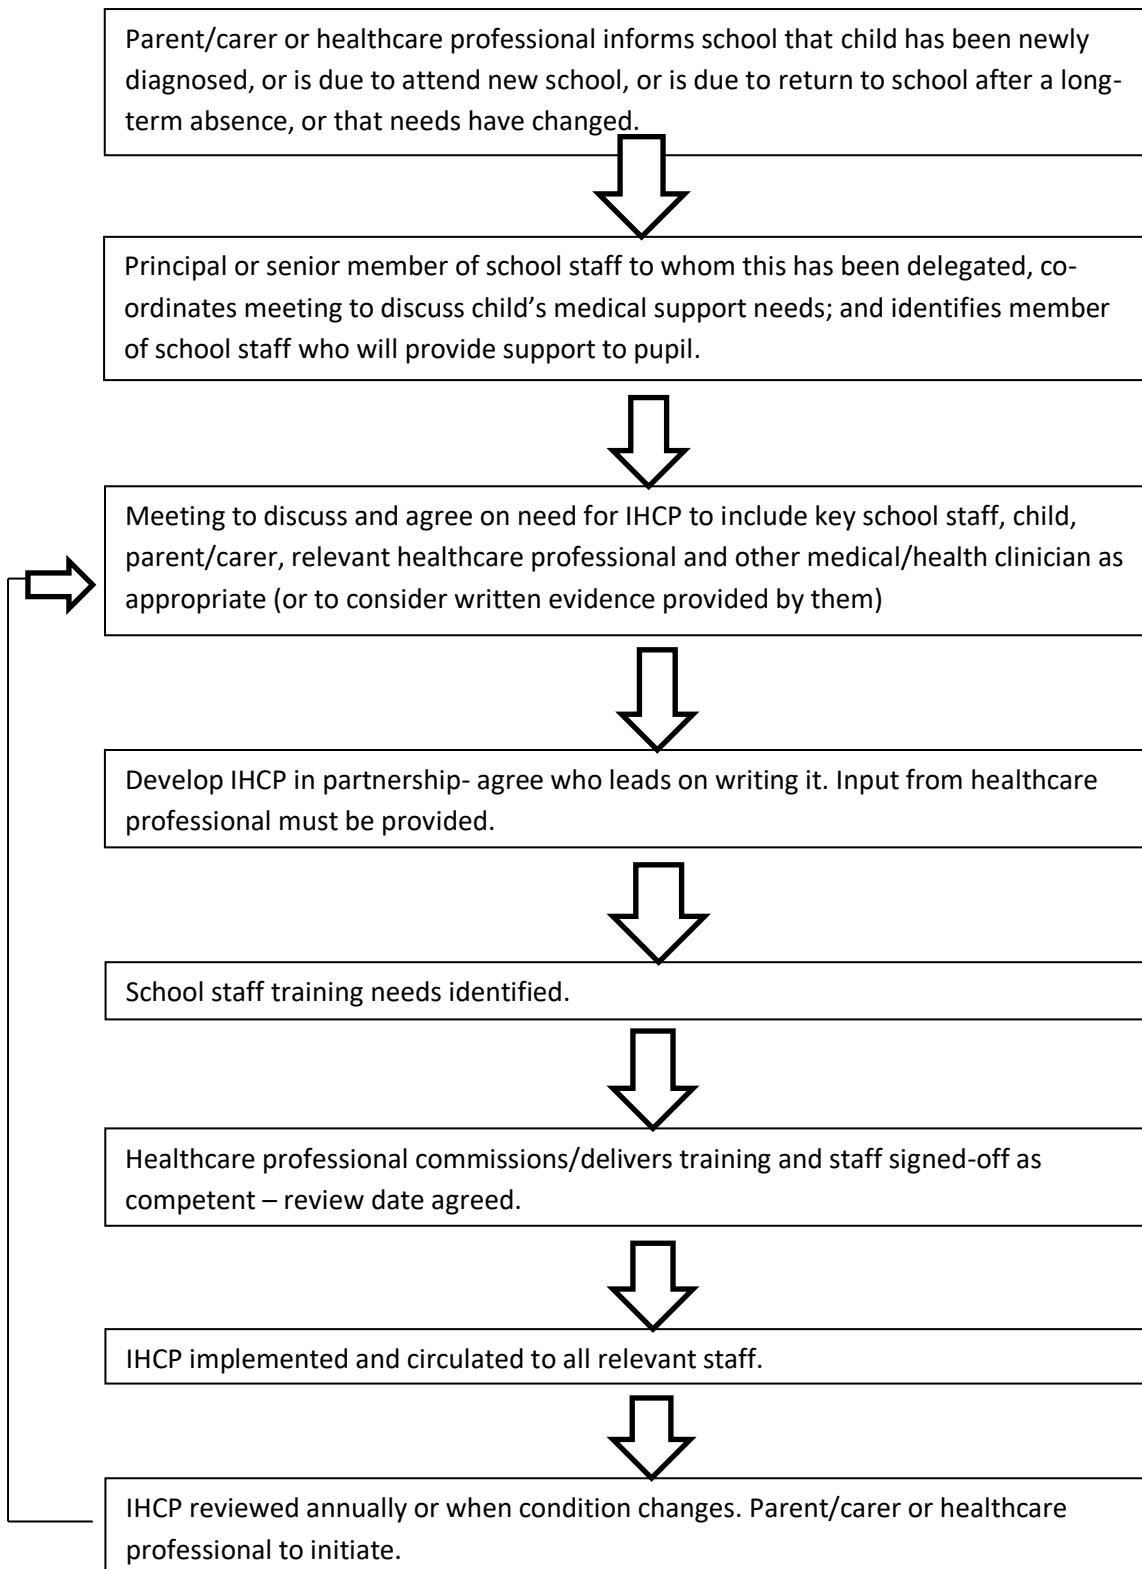 Parent/carer or healthcare professional informs school that child has been newly
diagnosed, or is due to attend new school, or is due to return to school after a long-
term absence, or that needs have changed.
Principal or senior member of school staff to whom this has been delegated, co-
ordinates meeting to discuss child’s medical support needs; and identifies member
of school staff who will provide support to pupil.
Meeting to discuss and agree on need for IHCP to include key school staff, child,
parent/carer, relevant healthcare professional and other medical/health clinician as
appropriate (or to consider written evidence provided by them)
Develop IHCP in partnership- agree who leads on writing it. Input from healthcare
professional must be provided.
School staff training needs identified.
Healthcare professional commissions/delivers training and staff signed-off as
competent – review date agreed.
IHCP implemented and circulated to all relevant staff.
IHCP reviewed annually or when condition changes. Parent/carer or healthcare
professional to initiate.